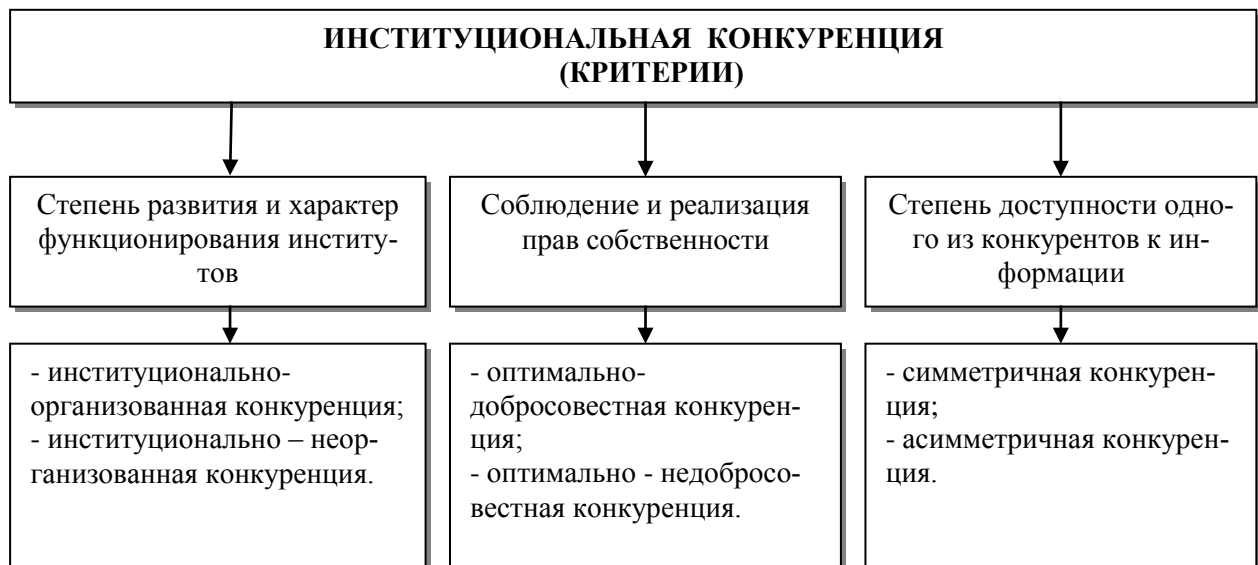 ИНСТИТУЦИОНАЛЬНАЯ КОНКУРЕНЦИЯ
(КРИТЕРИИ)
Степень развития и характер
функционирования институ-
тов
Соблюдение и реализация
прав собственности
Степень доступности одно-
го из конкурентов к ин-
формации
- институционально-
организованная конкуренция;
- институционально – неор-
ганизованная конкуренция.
- оптимально-
добросовестная конкурен-
ция;
- оптимально - недобросо-
вестная конкуренция.
- симметричная конкурен-
ция;
- асимметричная конкурен-
ция.